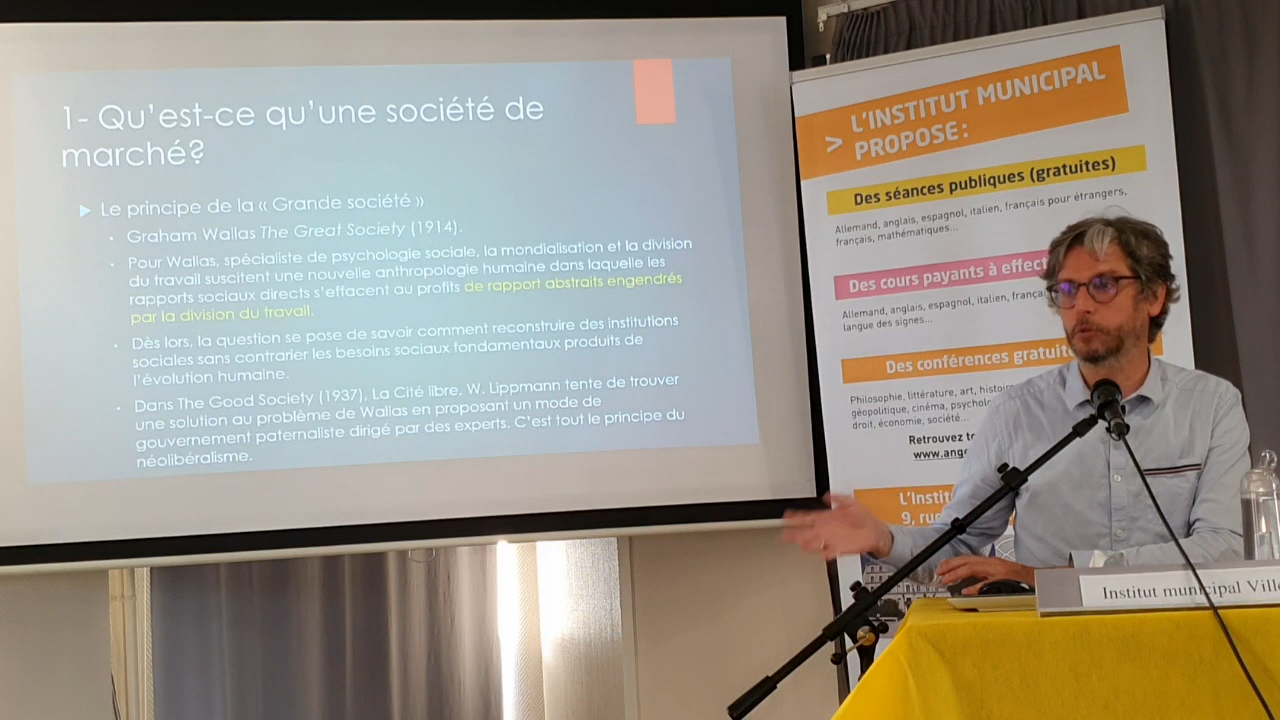 1- Qu'est-ce qu'une société de
marché?
Le principe de la « Grande société »
Graham Wallas The Great Society (1914).
Pour Wallas, spécialiste de psychologie sociale, la mondialisation et la division
du travail suscitent une nouvelle anthropologie humaine dans laquelle les
rapports sociaux directs s'effacent au profits de rapport abstraits engendrés
par la division du travail.
Dès lors, la question se pose de savoir comment reconstruire des institutions
sociales sans contrarier les besoins sociaux fondamentaux produits de
l'évolution humaine.
Dans The Good Society (1937), La Cité libre, W. Lippmann tente de trouver
une solution au problème de Wallas en proposant un mode de
gouvernement paternaliste dirigé par des experts. C'est tout le principe du
néolibéralisme.
> L'INSTITUT MUNICIPAL
PROPOSE :
Des séances publiques (gratuites)
Allemand, anglais, espagnol, italien, français pour étrangers,
français, mathématiques...
Des cours payants à effect
Allemand, anglais, espagnol, italien, françai
langue des signes...
Des conférences gratuite
Philosophie, littérature, art, histoire
géopolitique, cinéma, psycholo
droit, économie, société...
Retrouvez to
www.ange
L'Instit
9, rue
Institut municipal Ville